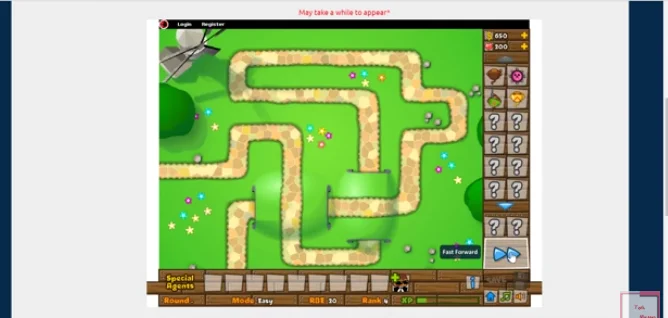 May take a while to appear*
Login Register
650
200
? ?
? ?
? ?
? ?
? ?
Fast Forward
Special
Agents
Round Mode Easy RBE 20 Rank 4 XP